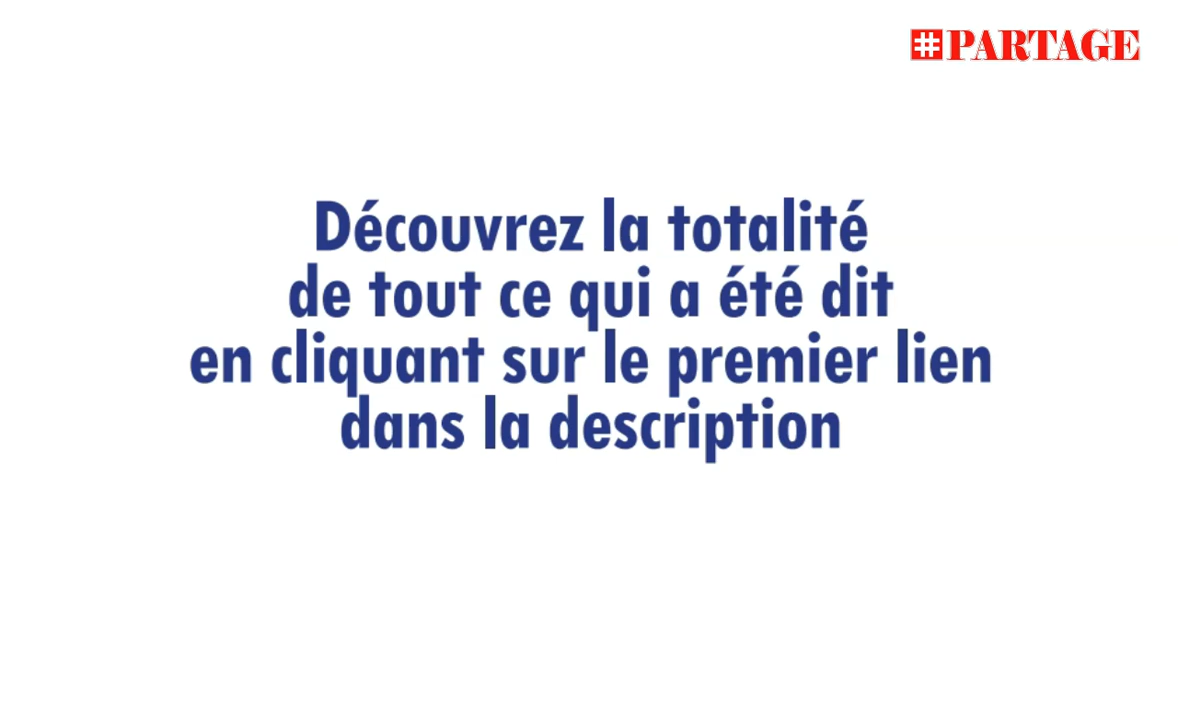 #PARTAGE
Découvrez la totalité
de tout ce qui a été dit
en cliquant sur le premier lien
dans la description